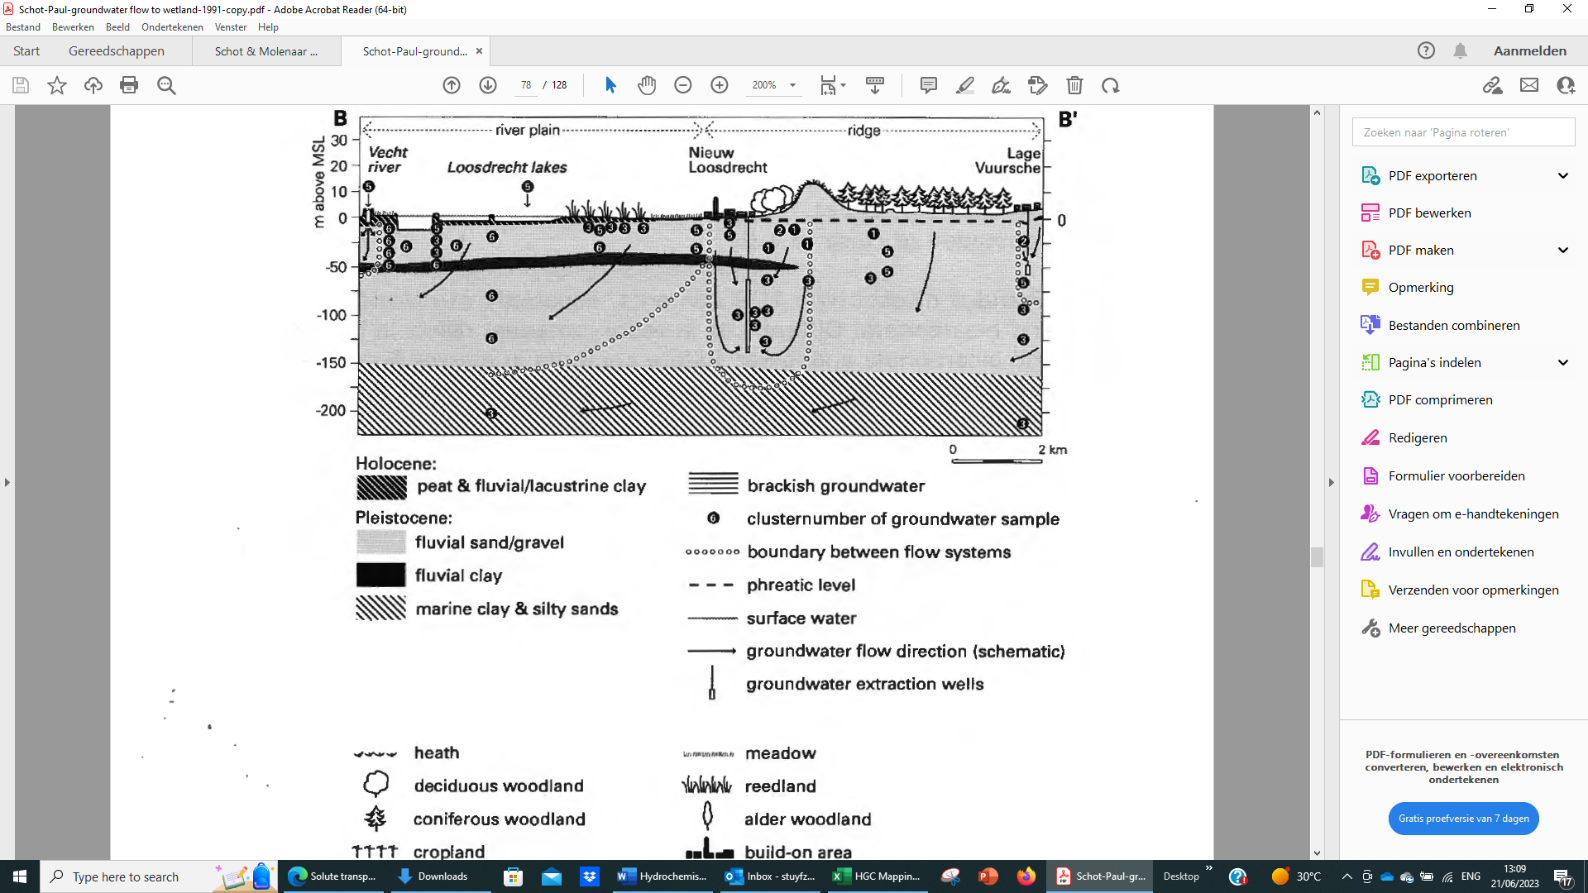 Schot-Paul-groundwater flow to wetland-1991-copy.pdf - Adobe Acrobat Reader (64-bit)
Bestand Bewerken Beeld Ondertekenen Venster Help
Start Gereedschappen Schot & Molenaar ... Schot-Paul-ground... × Aanmelden
78 / 128 200%
B B'
river plain ridge
m above MSL
30
20
10
0
-50
-100
-150
-200
Vecht
river
Loosdrecht lakes
Nieuw
Loosdrecht
Lage
Vuursche
0
0 2 km
Holocene:
peat & fluvial/lacustrine clay
Pleistocene:
fluvial sand/gravel
fluvial clay
marine clay & silty sands
brackish groundwater
6 clusternumber of groundwater sample
boundary between flow systems
phreatic level
surface water
groundwater flow direction (schematic)
groundwater extraction wells
heath
deciduous woodland
coniferous woodland
cropland
meadow
reedland
alder woodland
build-on area
Zoeken naar 'Pagina roteren'
PDF exporteren
PDF bewerken
PDF maken
Opmerking
Bestanden combineren
Pagina's indelen
PDF comprimeren
Redigeren
Formulier voorbereiden
Vragen om e-handtekeningen
Invullen en ondertekenen
Verzenden voor opmerkingen
Meer gereedschappen
PDF-formulieren en -overeenkomsten
converteren, bewerken en elektronisch
ondertekenen
Gratis proefversie van 7 dagen
Type here to search
Solute transp... Downloads Hydrochemis... Inbox - stuyfz... HGC Mappin... Schot-Paul-gr... Desktop 30°C ENG
13:09
21/06/2023
17